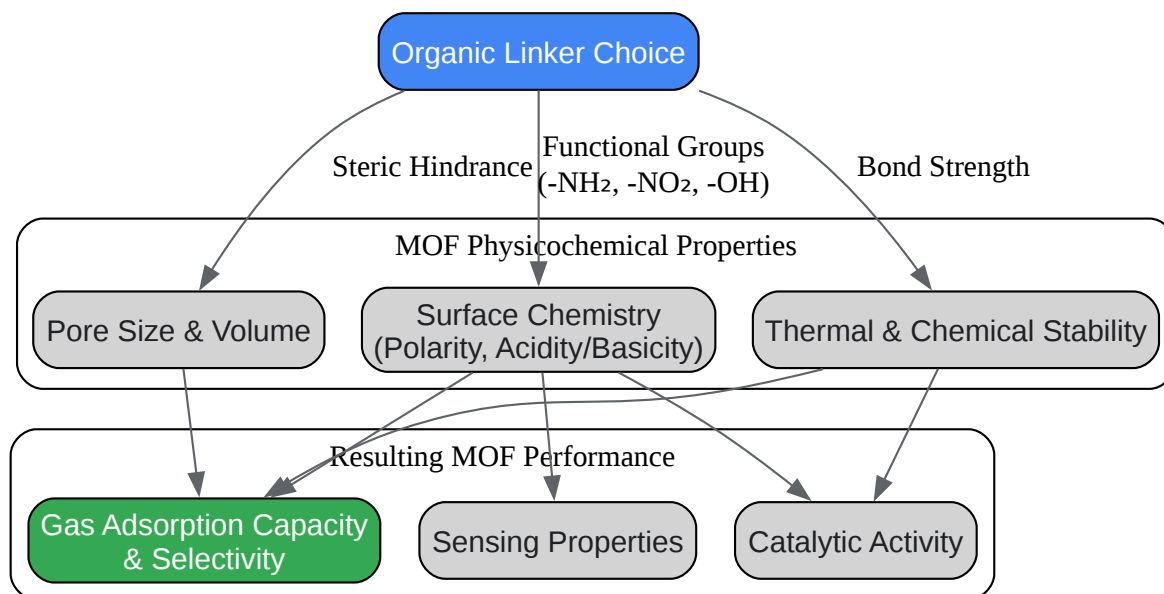 Organic Linker Choice
Steric Hindrance
Functional Groups
(-NH₂, -NO₂, -OH)
Bond Strength
MOF Physicochemical Properties
Pore Size & Volume
Surface Chemistry
(Polarity, Acidity/Basicity)
Thermal & Chemical Stability
Resulting MOF Performance
Gas Adsorption Capacity
& Selectivity
Sensing Properties
Catalytic Activity